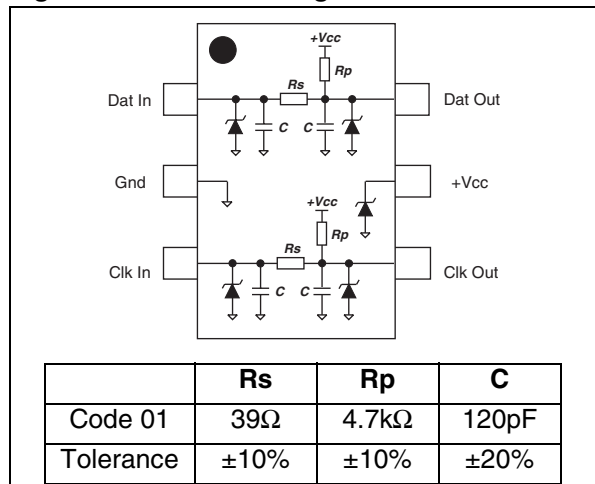 +Vcc
Rp
Rs
Dat In
Dat Out
C
C
Gnd
+Vcc
+Vcc
Rp
Rs
Clk In
Clk Out
C
C
Rs Rp C
Code 01 39Ω 4.7kΩ 120pF
Tolerance ±10% ±10% ±20%